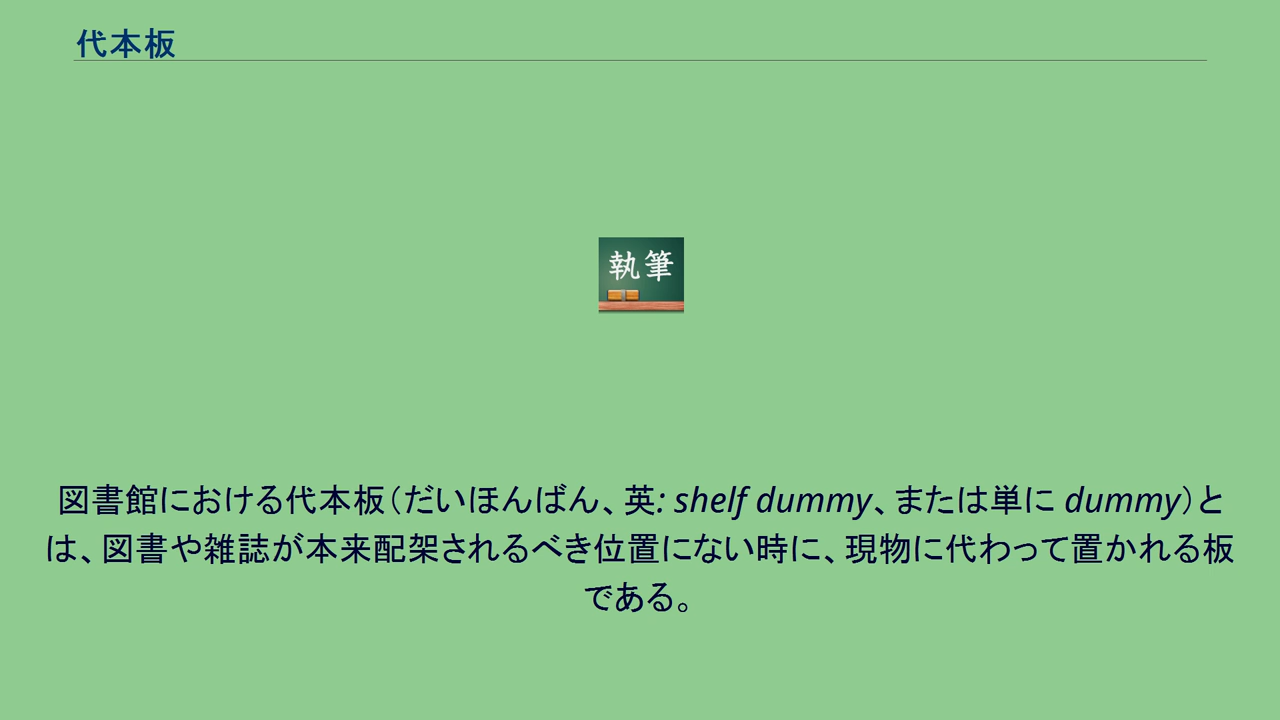 代本板
執筆
図書館における代本板（だいほんばん、英: shelf dummy、または単に dummy）と
は、図書や雑誌が本来配架されるべき位置にない時に、現物に代わって置かれる板
である。